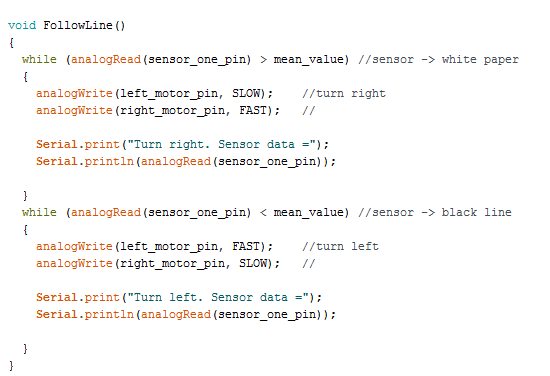 void FollowLine()
{
  while (analogRead(sensor_one_pin) > mean_value) //sensor -> white paper
  {
    analogWrite(left_motor_pin, SLOW);    //turn right
    analogWrite(right_motor_pin, FAST);   //

    Serial.print("Turn right. Sensor data =");
    Serial.println(analogRead(sensor_one_pin));

  }
  while (analogRead(sensor_one_pin) < mean_value) //sensor -> black line
  {
    analogWrite(left_motor_pin, FAST);    //turn left
    analogWrite(right_motor_pin, SLOW);   //

    Serial.print("Turn left. Sensor data =");
    Serial.println(analogRead(sensor_one_pin));

  }
}